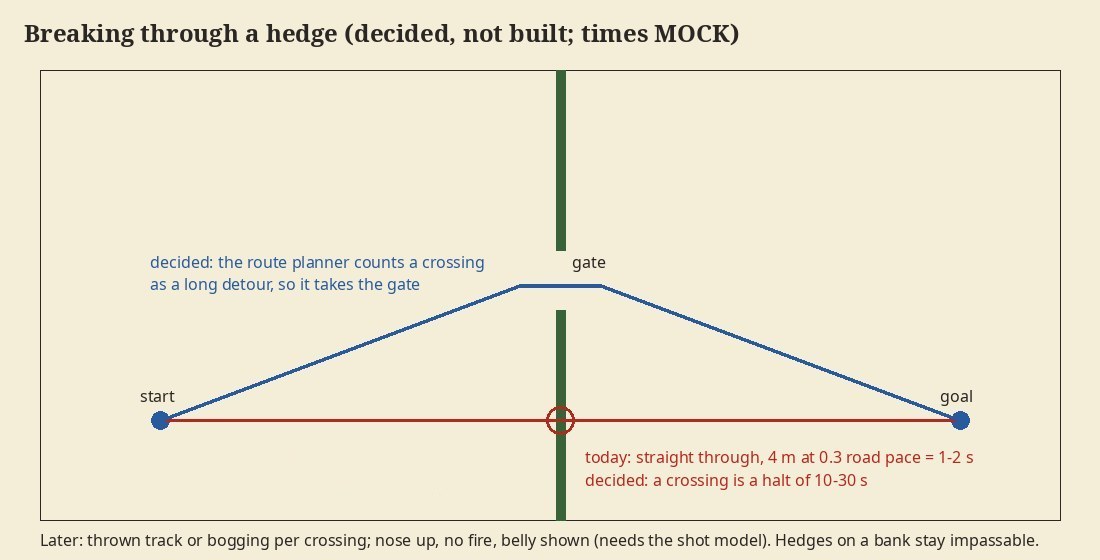 Breaking through a hedge (decided, not built; times MOCK)
decided: the route planner counts a crossing
as a long detour, so it takes the gate
gate
start
goal
today: straight through, 4 m at 0.3 road pace = 1-2 s
decided: a crossing is a halt of 10-30 s
Later: thrown track or bogging per crossing; nose up, no fire, belly shown (needs the shot model). Hedges on a bank stay impassable.